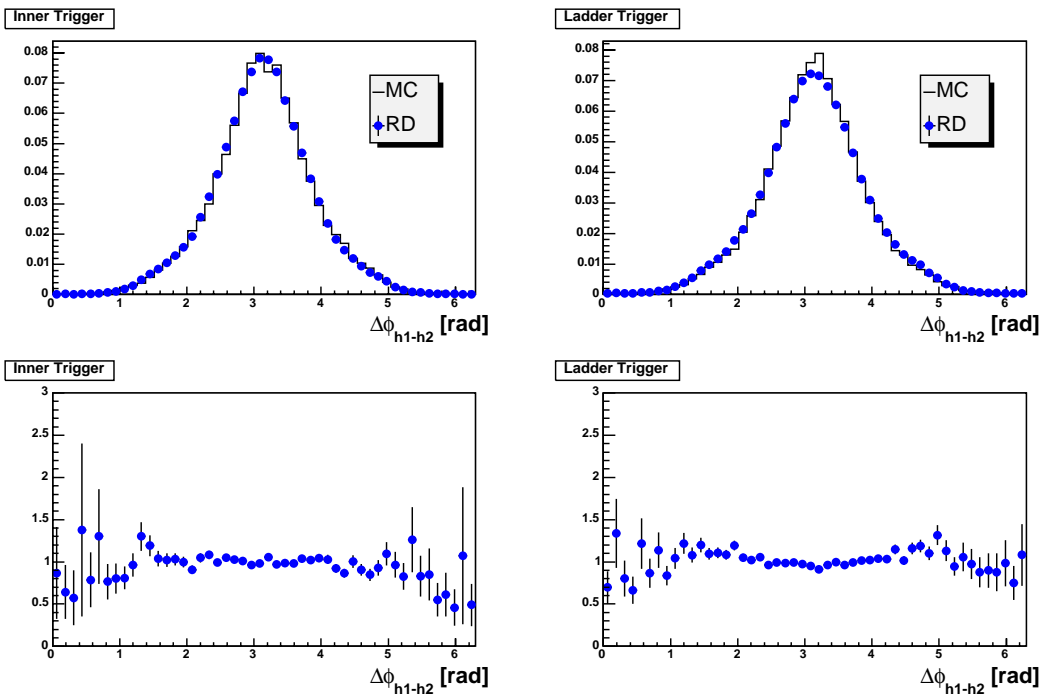 Inner Trigger
0.08
0.07
0.06
0.05
0.04
0.03
0.02
0.01
0
0 1 2 3 4 5 6
MC
RD
Δϕh1-h2 [rad]
Ladder Trigger
0.08
0.07
0.06
0.05
0.04
0.03
0.02
0.01
0
0 1 2 3 4 5 6
MC
RD
Δϕh1-h2 [rad]
Inner Trigger
3
2.5
2
1.5
1
0.5
0
0 1 2 3 4 5 6
Δϕh1-h2 [rad]
Ladder Trigger
3
2.5
2
1.5
1
0.5
0
0 1 2 3 4 5 6
Δϕh1-h2 [rad]